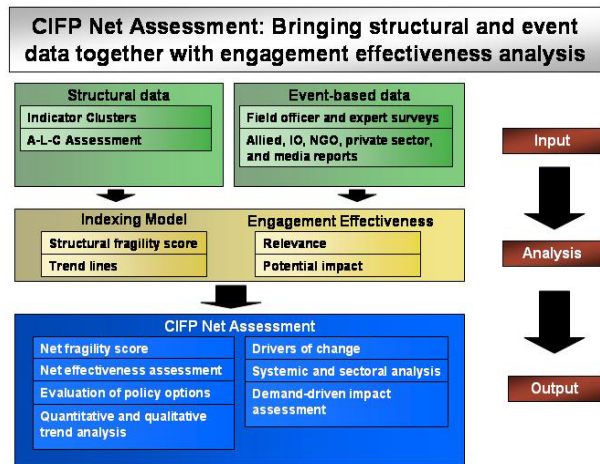 CIFP Net Assessment: Bringing structural and event
data together with engagement effectiveness analysis
Structural data
Indicator Clusters
A-L-C Assessment
Event-based data
Field officer and expert surveys
Allied, IO, NGO, private sector,
and media reports
Input
Indexing Model
Structural fragility score
Trend lines
Engagement Effectiveness
Relevance
Potential impact
Analysis
CIFP Net Assessment
Net fragility score
Net effectiveness assessment
Evaluation of policy options
Quantitative and qualitative
trend analysis
Drivers of change
Systemic and sectoral analysis
Demand-driven impact
assessment
Output